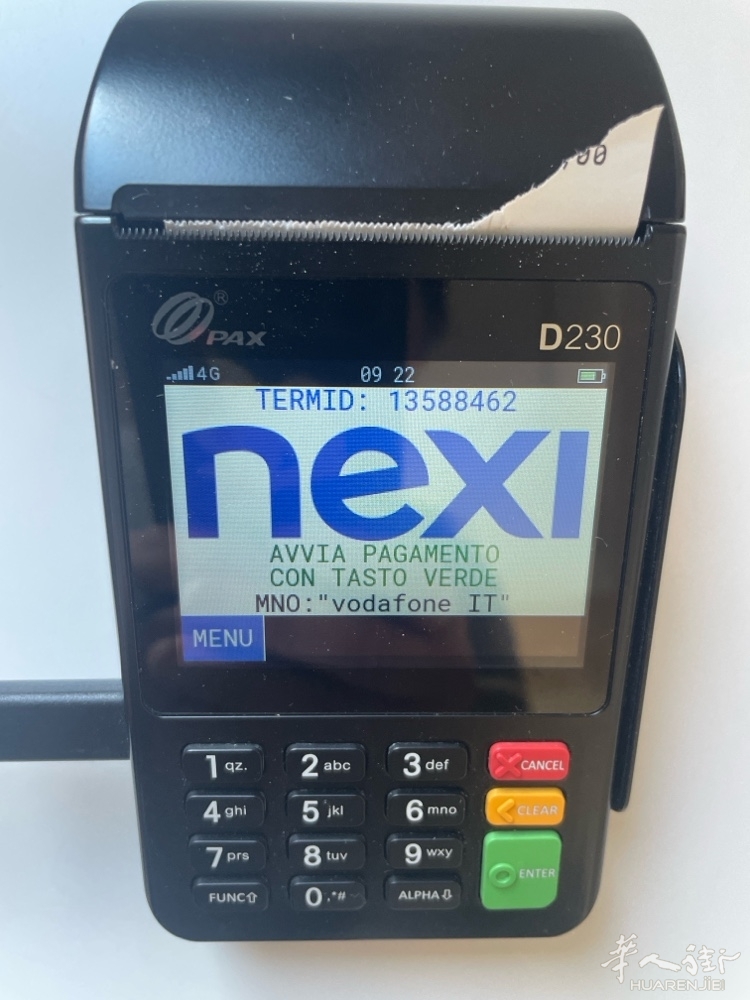 ,00
®
PAX
D230
4G 09 22
TERMID: 13588462
nexi
AVVIA PAGAMENTO
CON TASTO VERDE
MNO:"vodafone IT"
MENU
1 qz. 2 abc 3 def CANCEL
4 ghi 5 jkl 6 mno CLEAR
7 prs 8 tuv 9 wxy ENTER
FUNC⇧ 0 ,*# ALPHA⇩
华人街
HUARENJIE